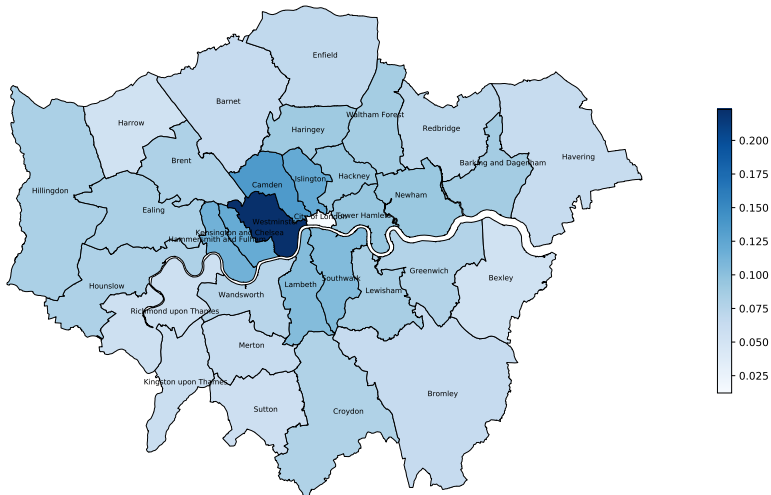 Enfield
Barnet
Harrow
Haringey
Waltham Forest
Redbridge
Brent
Hillingdon
Camden
Islington
Hackney
Barking and Dagenham
Havering
Newham
Ealing
Westminster
City of London
Tower Hamlets
Kensington and Chelsea
Hammersmith and Fulham
Hounslow
Richmond upon Thames
Wandsworth
Lambeth
Southwark
Lewisham
Greenwich
Bexley
Merton
Kingston upon Thames
Sutton
Croydon
Bromley
0.200
0.175
0.150
0.125
0.100
0.075
0.050
0.025